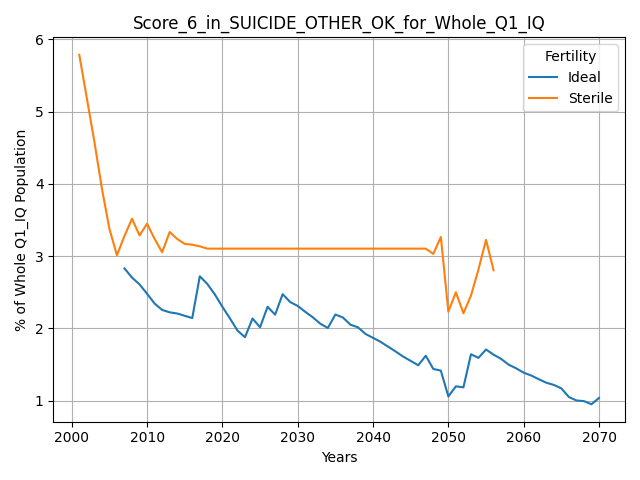 Score_6_in_SUICIDE_OTHER_OK_for_Whole_Q1_IQ
Fertility
Ideal
Sterile
% of Whole Q1_IQ Population
6
5
4
3
2
1
2000 2010 2020 2030 2040 2050 2060 2070
Years